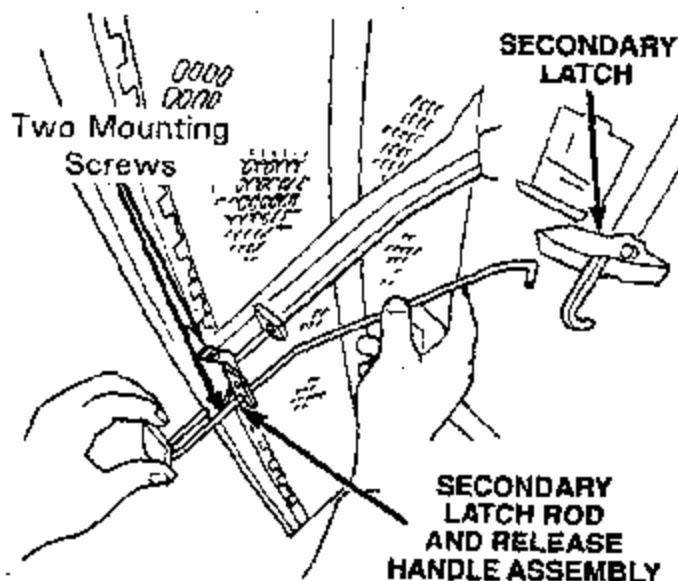 SECONDARY
LATCH
Two Mounting
Screws
SECONDARY
LATCH ROD
AND RELEASE
HANDLE ASSEMBLY